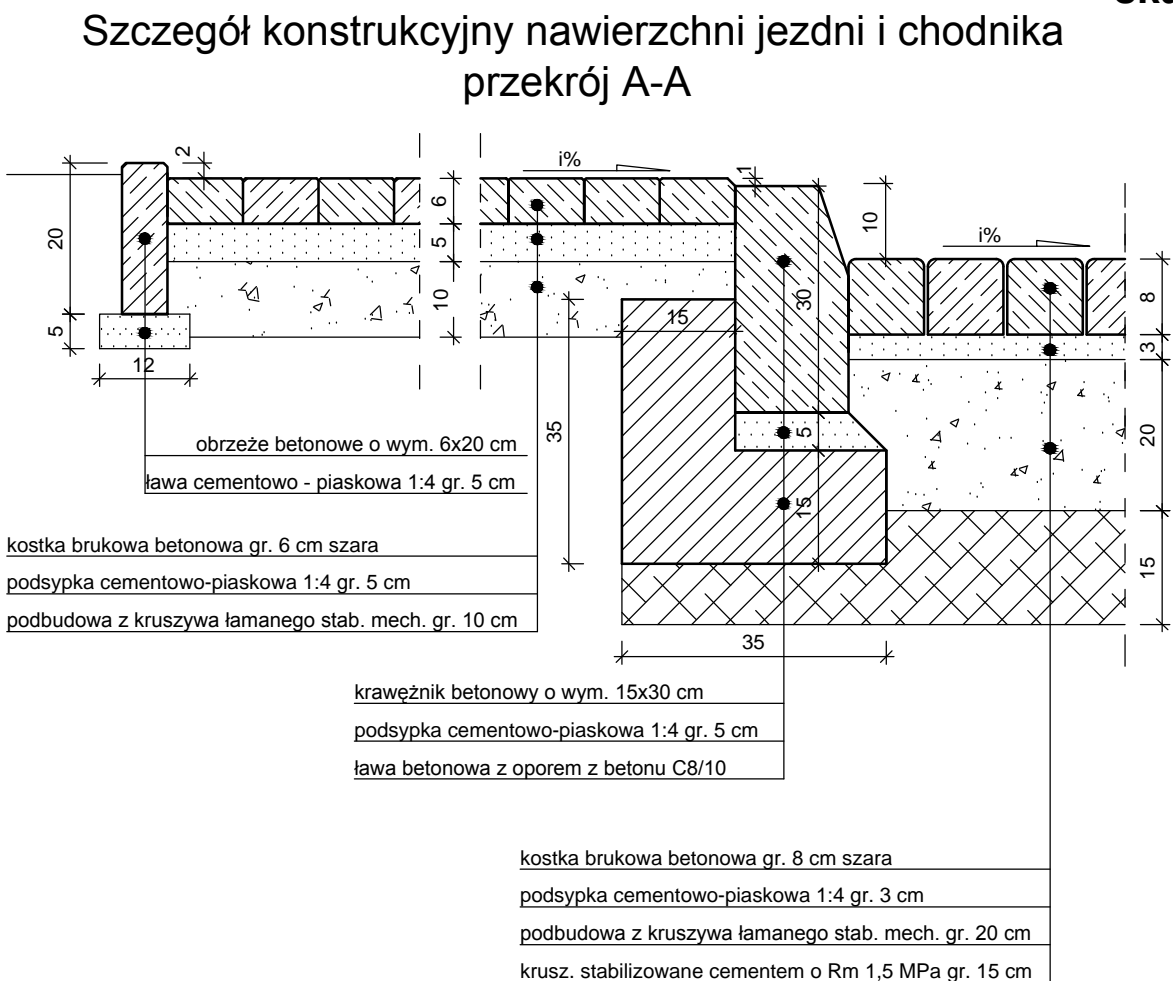 Szczegół konstrukcyjny nawierzchni jezdni i chodnika
przekrój A-A
2
i%
1
20
6
5
10
10
i%
30
8
3
5
12
15
35
5
20
15
15
35
obrzeże betonowe o wym. 6x20 cm
ława cementowo - piaskowa 1:4 gr. 5 cm
kostka brukowa betonowa gr. 6 cm szara
podsypka cementowo-piaskowa 1:4 gr. 5 cm
podbudowa z kruszywa łamanego stab. mech. gr. 10 cm
krawężnik betonowy o wym. 15x30 cm
podsypka cementowo-piaskowa 1:4 gr. 5 cm
ława betonowa z oporem z betonu C8/10
kostka brukowa betonowa gr. 8 cm szara
podsypka cementowo-piaskowa 1:4 gr. 3 cm
podbudowa z kruszywa łamanego stab. mech. gr. 20 cm
krusz. stabilizowane cementem o Rm 1,5 MPa gr. 15 cm